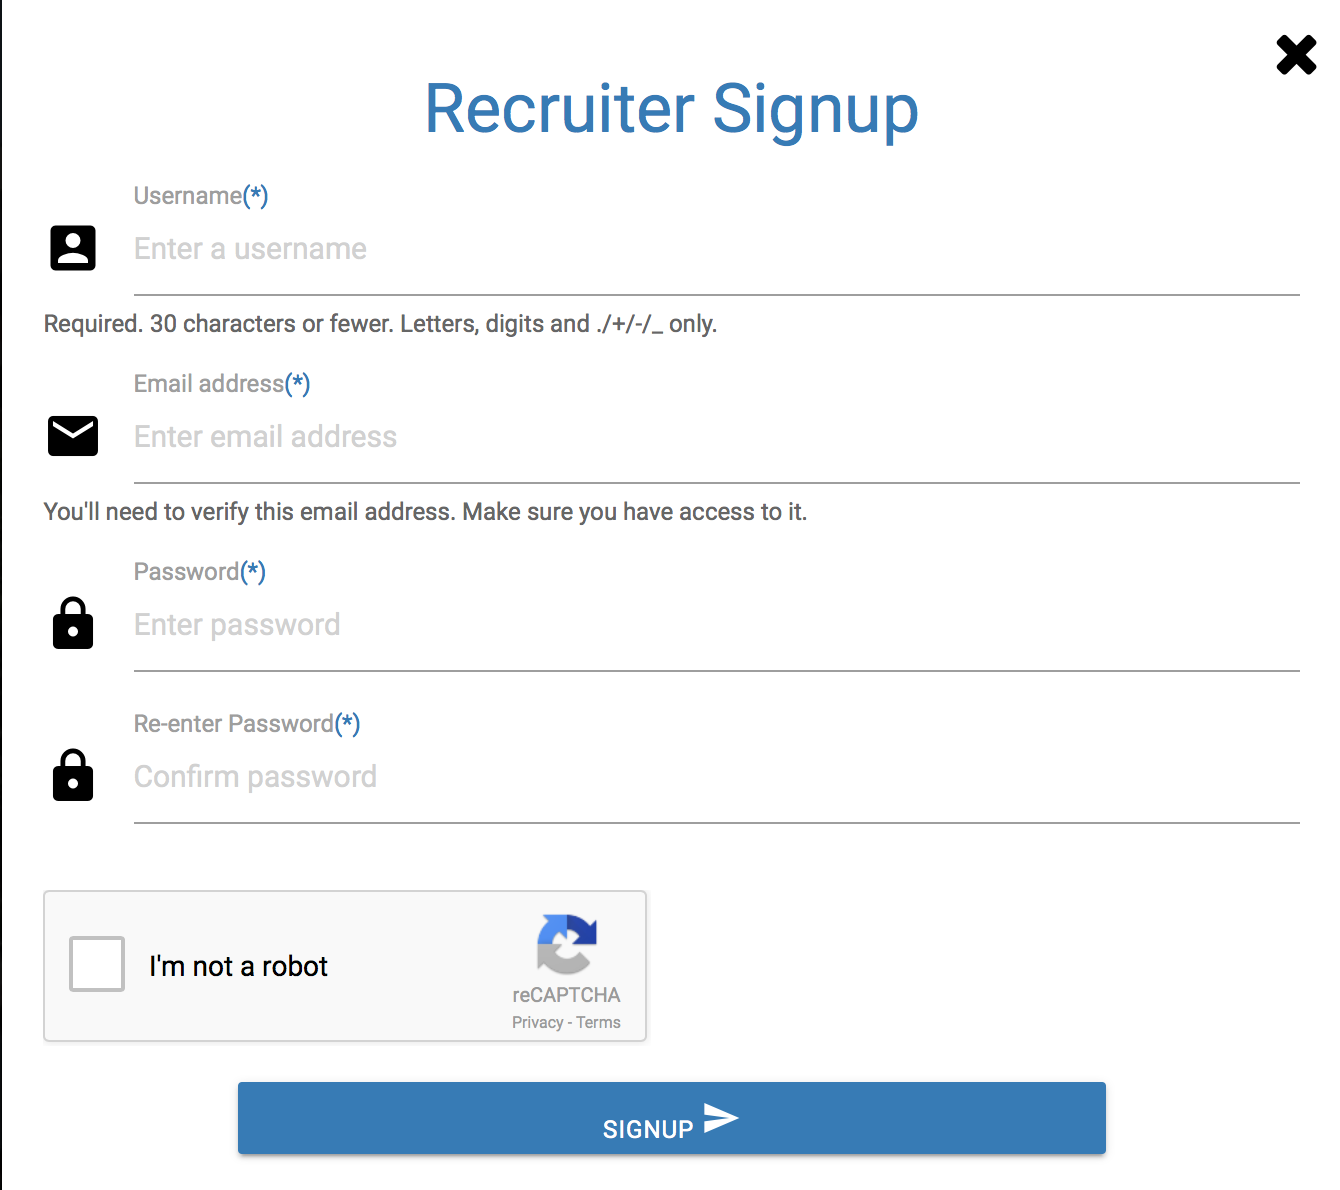 Recruiter Signup
Username(*)
Enter a username
Required. 30 characters or fewer. Letters, digits and ./+/-/_ only.
Email address(*)
Enter email address
You'll need to verify this email address. Make sure you have access to it.
Password(*)
Enter password
Re-enter Password(*)
Confirm password
I'm not a robot
reCAPTCHA
Privacy - Terms
SIGNUP